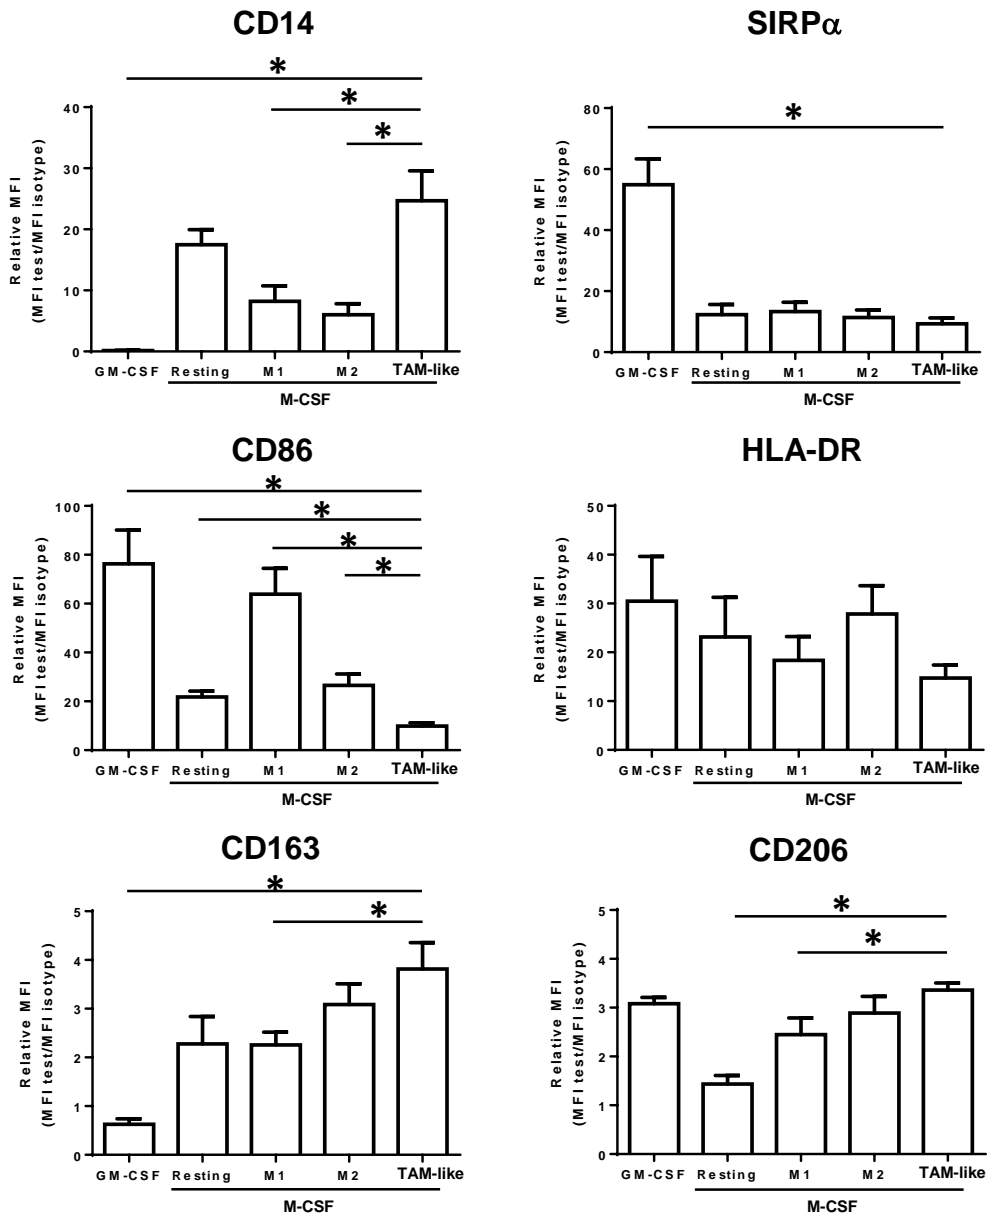 CD14
*
*
*
Relative MFI
(MFI test/MFI isotype)
40
30
20
10
0
GM-CSF Resting M1 M2 TAM-like
M-CSF
SIRPα
*
Relative MFI
(MFI test/MFI isotype)
80
60
40
20
0
GM-CSF Resting M1 M2 TAM-like
M-CSF
CD86
*
*
*
*
Relative MFI
(MFI test/MFI isotype)
100
80
60
40
20
0
GM-CSF Resting M1 M2 TAM-like
M-CSF
HLA-DR
Relative MFI
(MFI test/MFI isotype)
50
40
30
20
10
0
GM-CSF Resting M1 M2 TAM-like
M-CSF
CD163
*
*
Relative MFI
(MFI test/MFI isotype)
5
4
3
2
1
0
GM-CSF Resting M1 M2 TAM-like
M-CSF
CD206
*
*
Relative MFI
(MFI test/MFI isotype)
5
4
3
2
1
0
GM-CSF Resting M1 M2 TAM-like
M-CSF